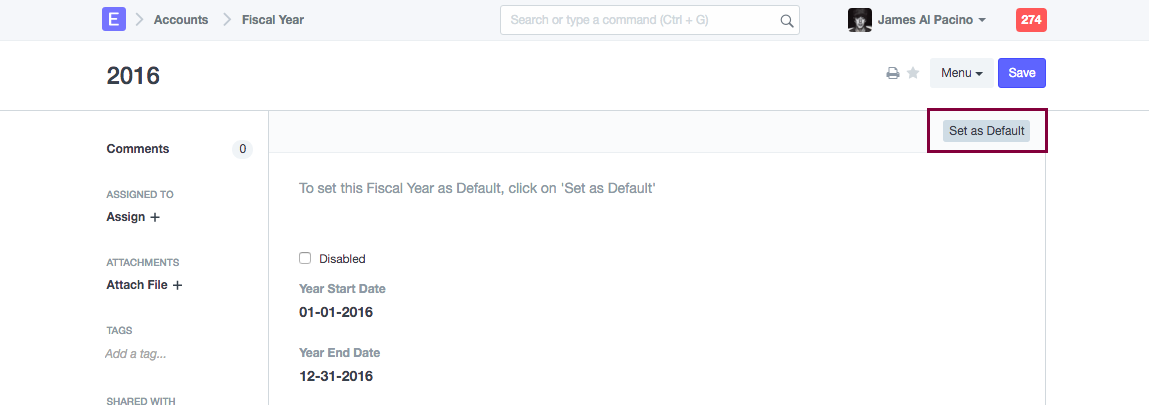 E Accounts Fiscal Year Search or type a command (Ctrl + G) James Al Pacino 274
2016 Menu Save
Set as Default
Comments 0
To set this Fiscal Year as Default, click on 'Set as Default'
ASSIGNED TO
Assign +
Disabled
ATTACHMENTS
Attach File +
Year Start Date
01-01-2016
TAGS
Add a tag...
Year End Date
12-31-2016
SHARED WITH